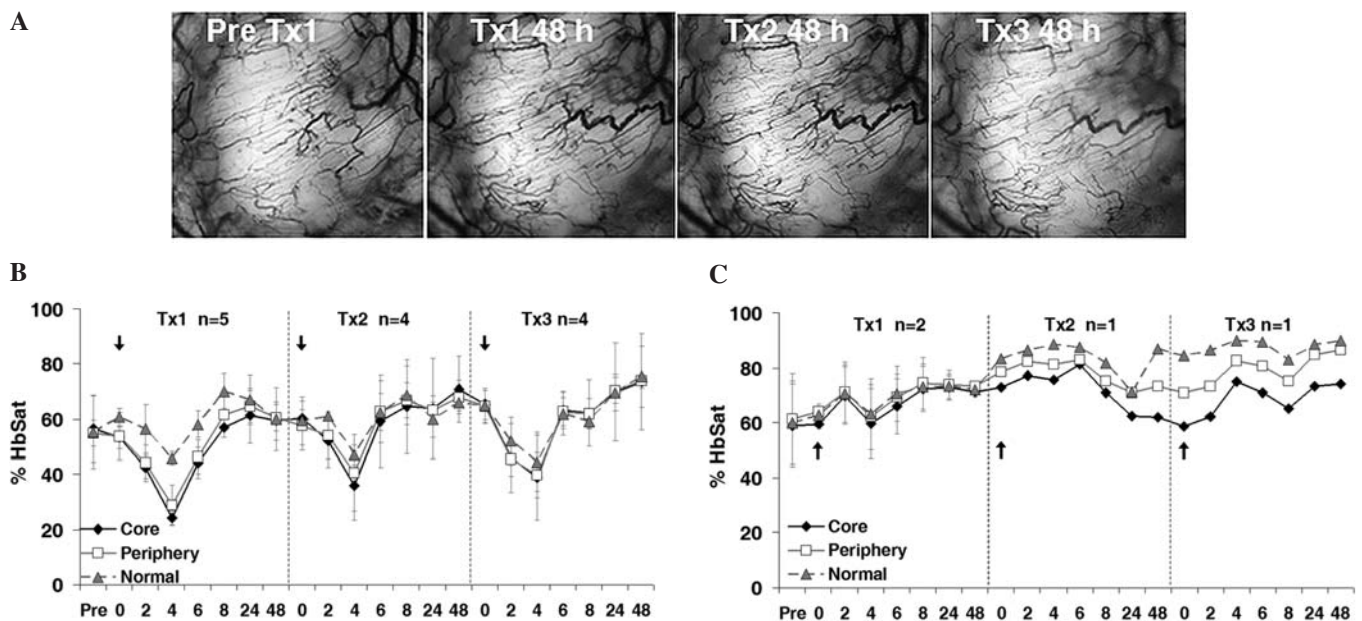 A
Pre Tx1
Tx1 48 h
Tx2 48 h
Tx3 48 h
B
% HbSat
100
80
60
40
20
0
Tx1 n=5
Tx2 n=4
Tx3 n=4
Core
Periphery
Normal
Pre 0 2 4 6 8 24 48 0 2 4 6 8 24 48 0 2 4 6 8 24 48
C
% HbSat
100
80
60
40
20
0
Tx1 n=2
Tx2 n=1
Tx3 n=1
Core
Periphery
Normal
Pre 0 2 4 6 8 24 48 0 2 4 6 8 24 48 0 2 4 6 8 24 48